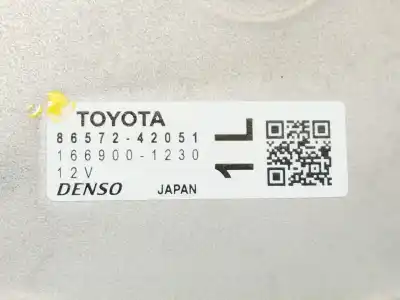 TOYOTA
86572-42051
166900-1230
12V
DENSO JAPAN
1L